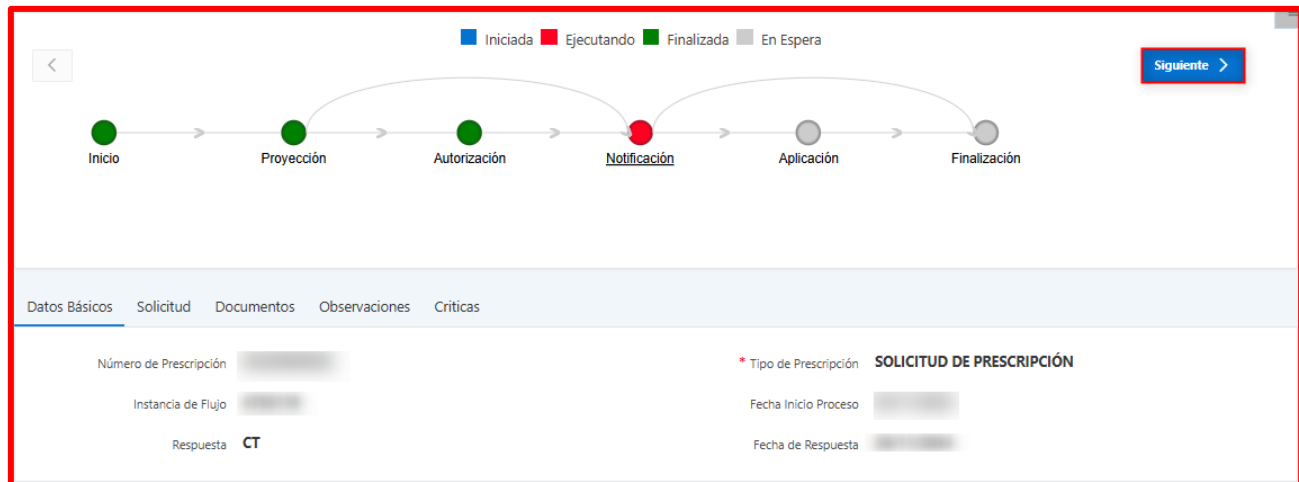 Iniciada Ejecutando Finalizada En Espera
Siguiente
Inicio Proyección Autorización Notificación Aplicación Finalización
Datos Básicos Solicitud Documentos Observaciones Criticas
Número de Prescripción * Tipo de Prescripción SOLICITUD DE PRESCRIPCIÓN
Instancia de Flujo Fecha Inicio Proceso
Respuesta CT Fecha de Respuesta